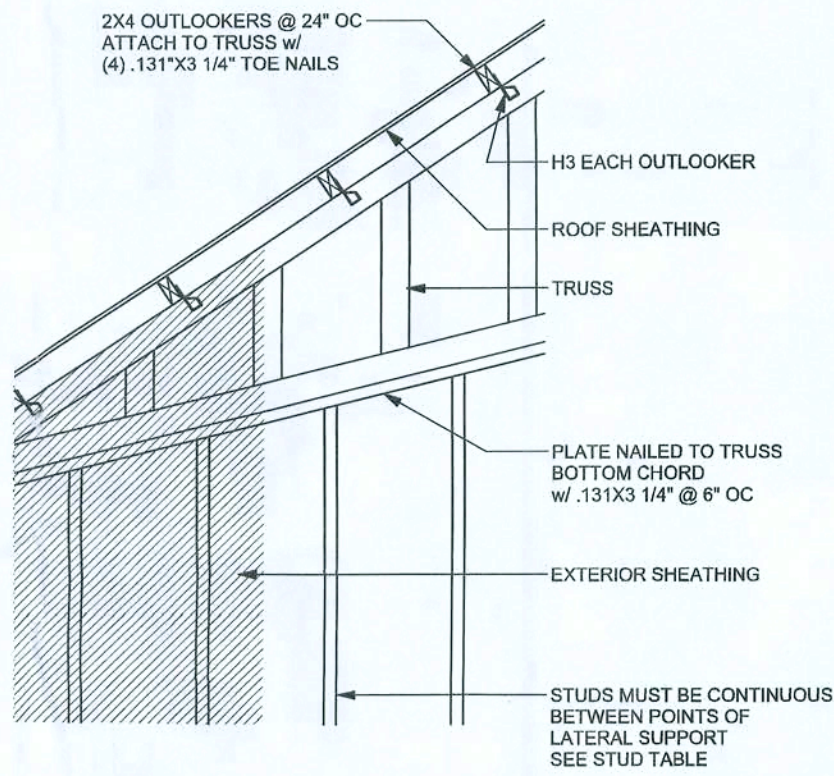 2X4 OUTLOOKERS @ 24" OC
ATTACH TO TRUSS w/
(4) .131"X3 1/4" TOE NAILS
H3 EACH OUTLOOKER
ROOF SHEATHING
TRUSS
PLATE NAILED TO TRUSS
BOTTOM CHORD
w/ .131X3 1/4" @ 6" OC
EXTERIOR SHEATHING
STUDS MUST BE CONTINUOUS
BETWEEN POINTS OF
LATERAL SUPPORT
SEE STUD TABLE